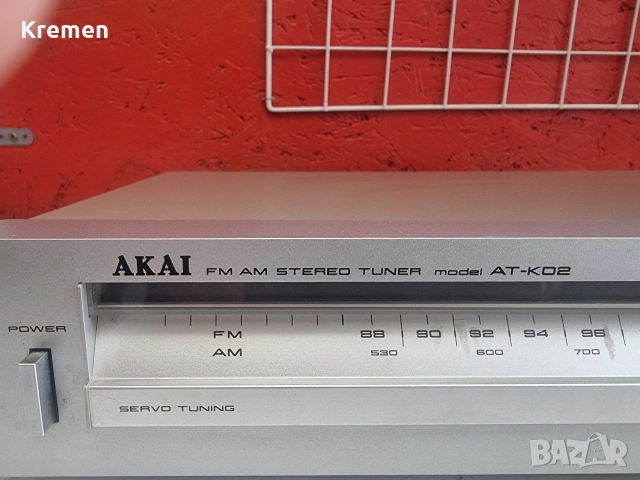 Kremen
AKAI FM AM STEREO TUNER model AT-K02
POWER
FM 88 90 92 94 96
AM 530 600 700
SERVO TUNING
BAZAR